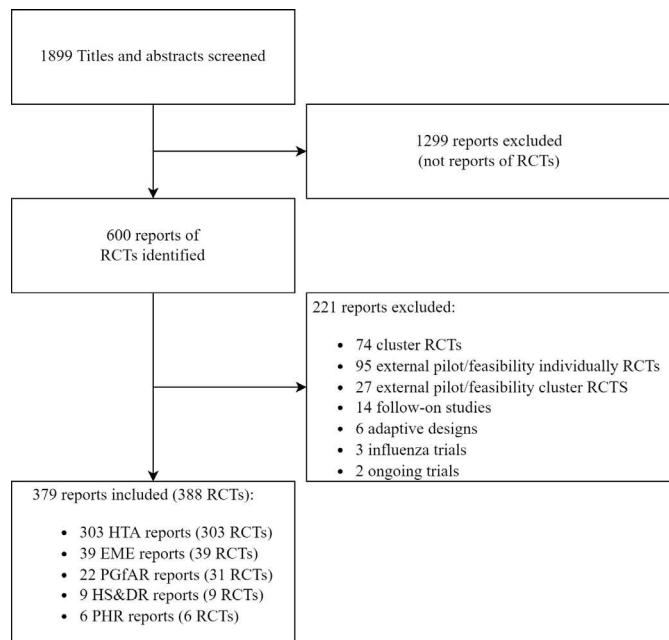 1899 Titles and abstracts screened
1299 reports excluded
(not reports of RCTs)
600 reports of
RCTs identified
221 reports excluded:
• 74 cluster RCTs
• 95 external pilot/feasibility individually RCTs
• 27 external pilot/feasibility cluster RCTS
• 14 follow-on studies
• 6 adaptive designs
• 3 influenza trials
• 2 ongoing trials
379 reports included (388 RCTs):
• 303 HTA reports (303 RCTs)
• 39 EME reports (39 RCTs)
• 22 PGfAR reports (31 RCTs)
• 9 HS&DR reports (9 RCTs)
• 6 PHR reports (6 RCTs)